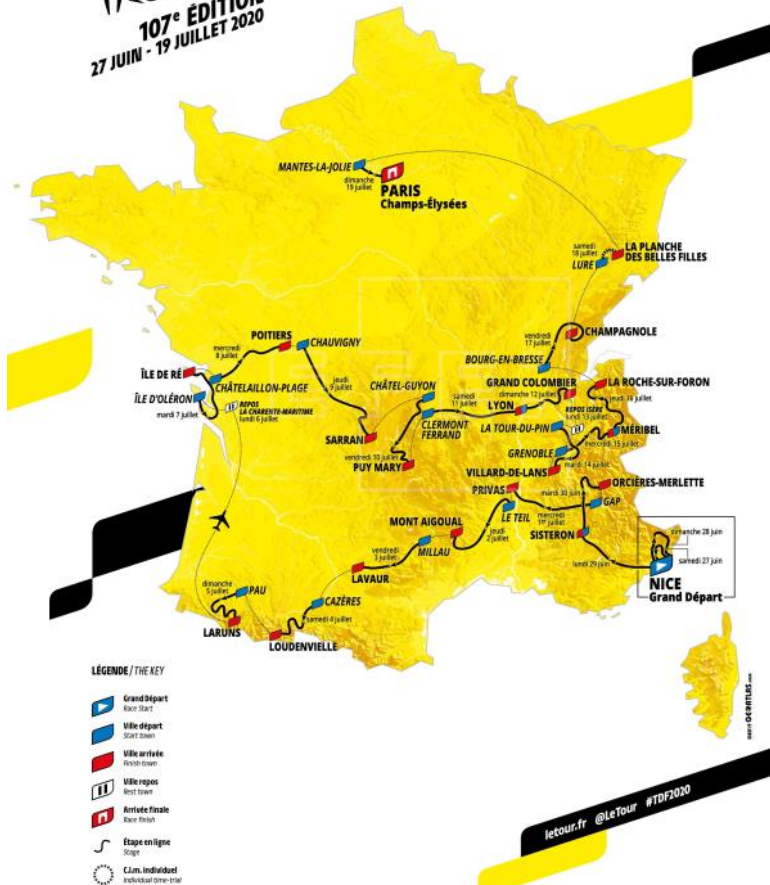 107e ÉDITION
27 JUIN - 19 JUILLET 2020
MANTES-LA-JOLIE
dimanche
19 juillet
PARIS
Champs-Élysées
samedi
18 juillet
LA PLANCHE
DES BELLES FILLES
LURE
vendredi
17 juillet
CHAMPAGNOLE
BOURG-EN-BRESSE
POITIERS
CHAUVIGNY
mercredi
8 juillet
ÎLE DE RÉ
CHÂTELAILLON-PLAGE
ÎLE D'OLÉRON
mardi 7 juillet
REPOS
LA CHARENTE-MARITIME
lundi 6 juillet
jeudi
9 juillet
CHÂTEL-GUYON
samedi
11 juillet
CLERMONT
FERRAND
SARRAN
vendredi 10 juillet
PUY MARY
GRAND COLOMBIER
dimanche 12 juillet
LYON
LA ROCHE-SUR-FORON
jeudi 16 juillet
REPOS ISÈRE
lundi 13 juillet
LA TOUR-DU-PIN
MÉRIBEL
mercredi 15 juillet
GRENOBLE
VILLARD-DE-LANS
mardi 14 juillet
PRIVAS
mardi 30 juin
ORCIÈRES-MERLETTE
GAP
mercredi
1er juillet
LE TEIL
jeudi
2 juillet
SISTERON
MONT AIGOUAL
MILLAU
vendredi
3 juillet
LAVAUR
dimanche 28 juin
samedi 27 juin
lundi 29 juin
NICE
Grand Départ
dimanche
5 juillet
PAU
CAZÈRES
samedi 4 juillet
LARUNS
LOUDENVIELLE
LÉGENDE / THE KEY
Grand Départ
Race Start
Ville départ
Start town
Ville arrivée
Finish town
Ville repos
Rest town
Arrivée finale
Race finish
Étape en ligne
Stage
C.l.m. individuel
Individual time-trial
letour.fr @LeTour #TDF2020